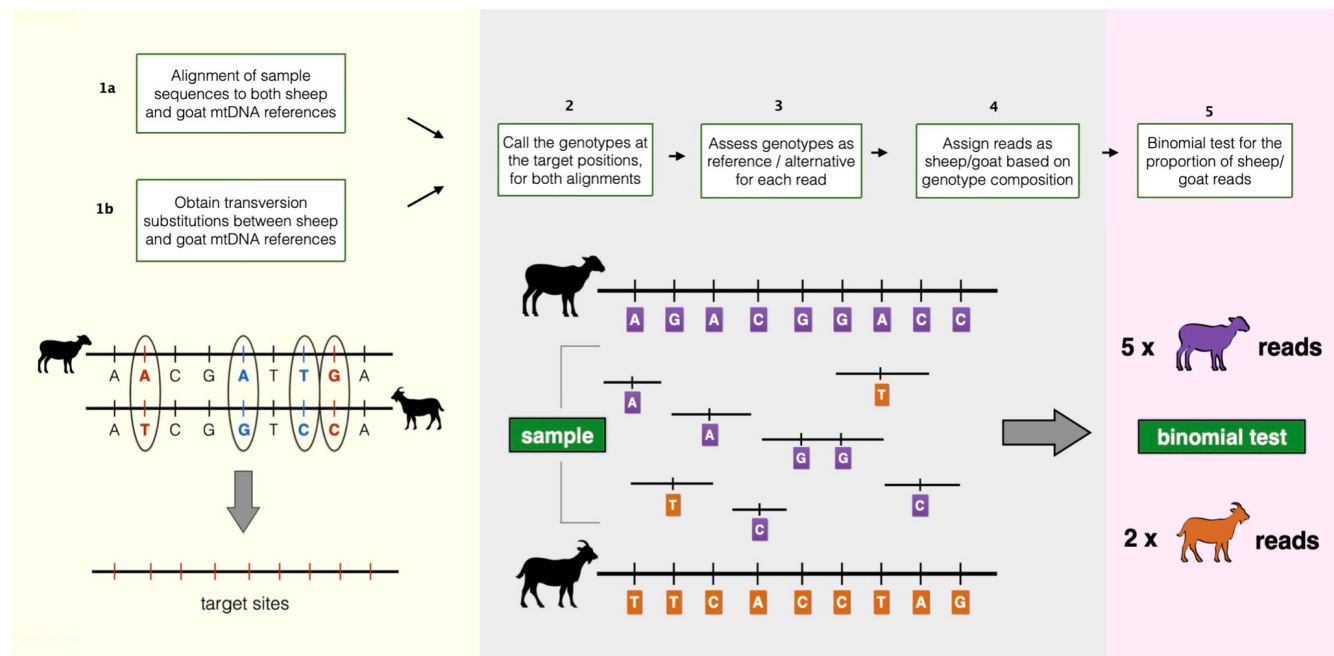 1a
Alignment of sample
sequences to both sheep
and goat mtDNA references
1b
Obtain transversion
substitutions between sheep
and goat mtDNA references
A A C G A T T G A
A T C G G T C C A
target sites
2
Call the genotypes at
the target positions,
for both alignments
3
Assess genotypes as
reference / alternative
for each read
4
Assign reads as
sheep/goat based on
genotype composition
A G A C G G A C C
T
A
A
G G
sample
T
C
C
T T C A C C T A G
5
Binomial test for the
proportion of sheep/
goat reads
5 x reads
binomial test
2 x reads